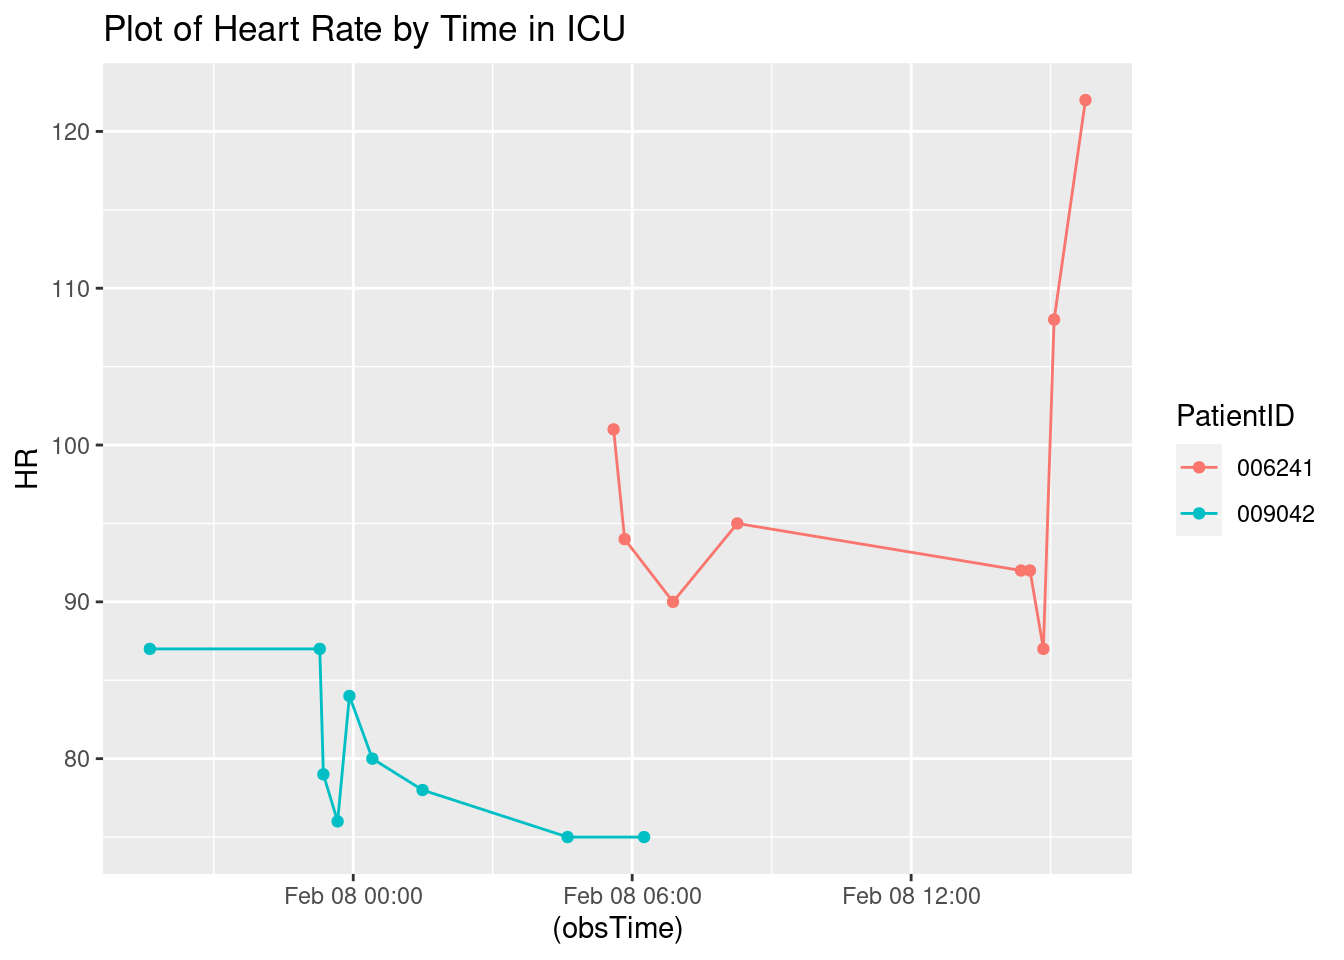 Plot of Heart Rate by Time in ICU
120
110
100
90
80
HR
Feb 08 00:00
Feb 08 06:00
Feb 08 12:00
(obsTime)
PatientID
006241
009042